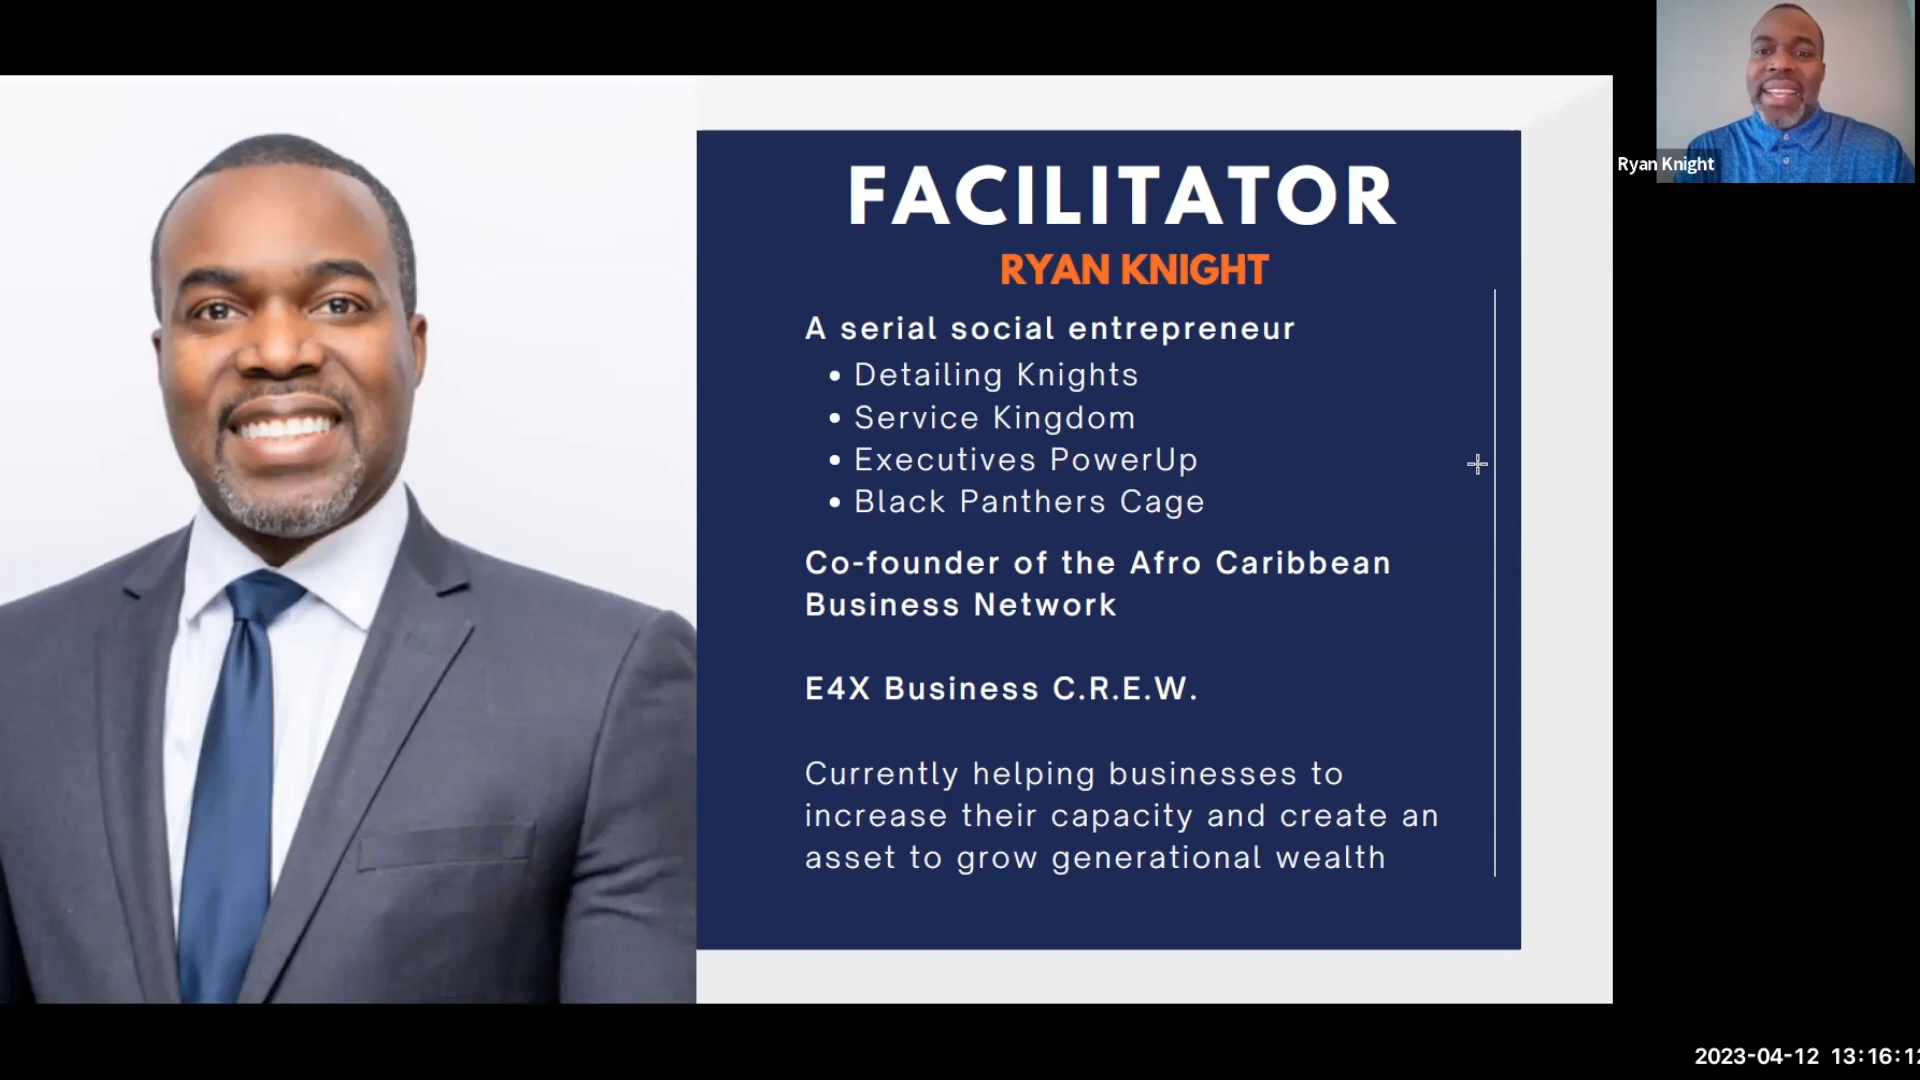 FACILITATOR
RYAN KNIGHT
A serial social entrepreneur
• Detailing Knights
• Service Kingdom
• Executives PowerUp
• Black Panthers Cage
Co-founder of the Afro Caribbean
Business Network
E4X Business C.R.E.W.
Currently helping businesses to
increase their capacity and create an
asset to grow generational wealth
Ryan Knight
2023-04-12 13:16:12